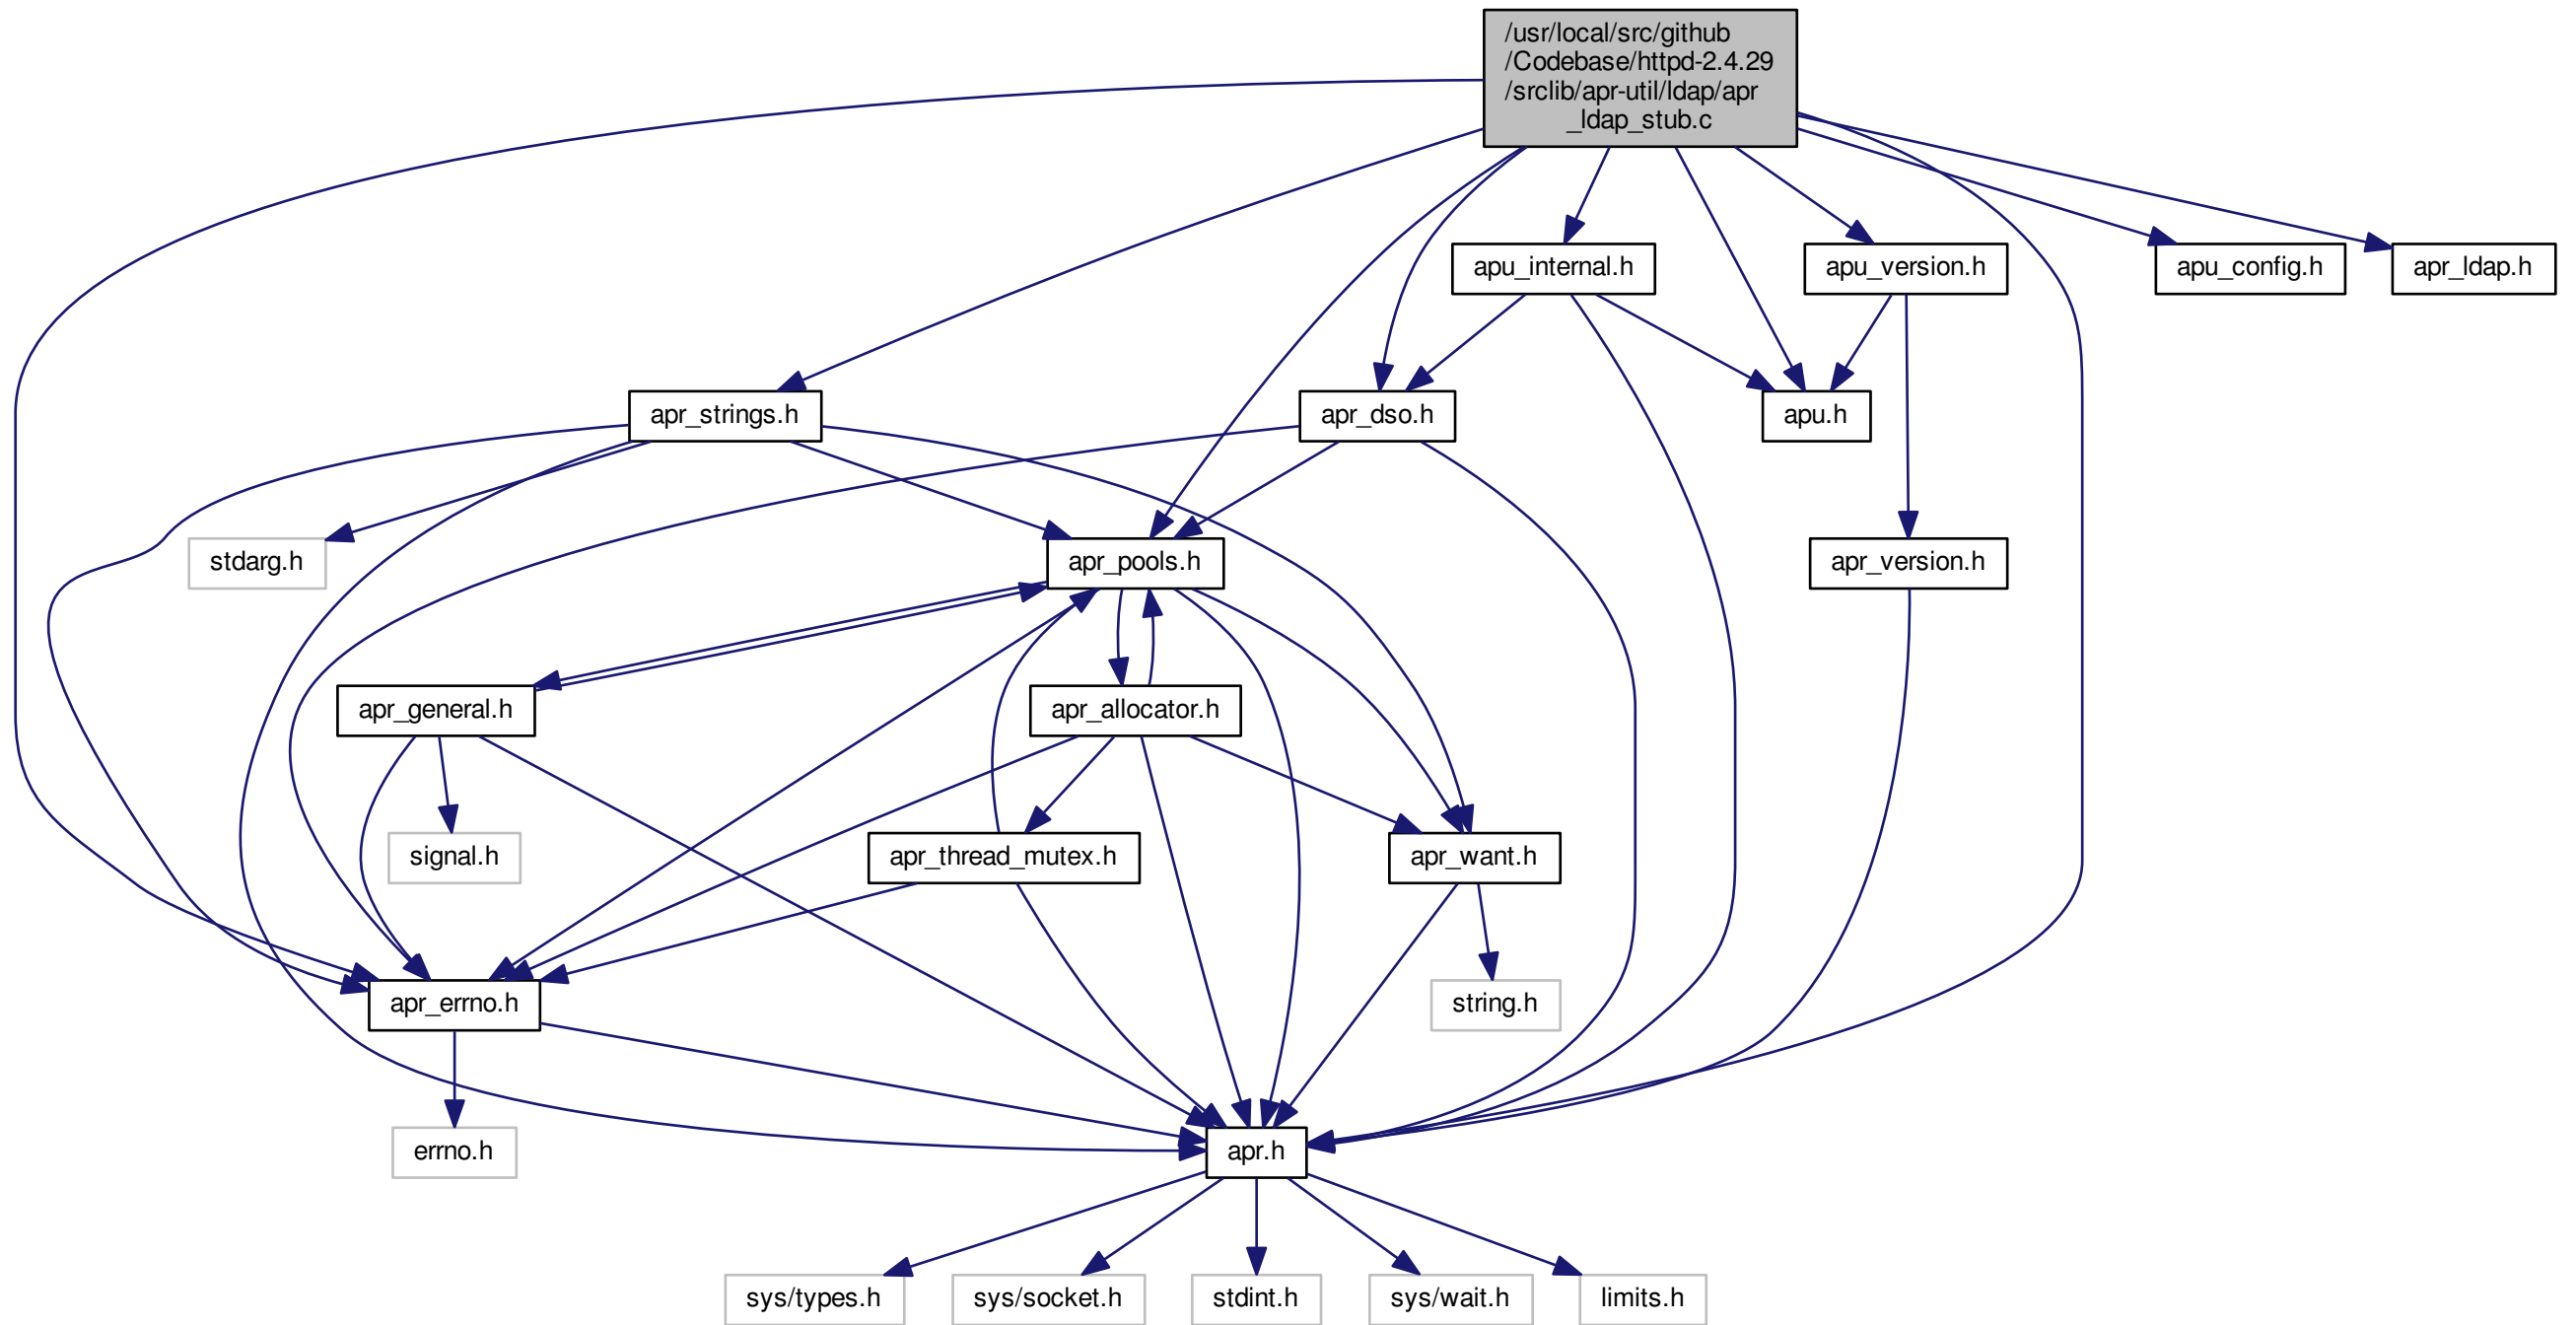 /usr/local/src/github
/Codebase/httpd-2.4.29
/srclib/apr-util/ldap/apr
_ldap_stub.c
apu_internal.h
apu_version.h
apu_config.h
apr_ldap.h
apr_strings.h
apr_dso.h
apu.h
stdarg.h
apr_pools.h
apr_version.h
apr_general.h
apr_allocator.h
signal.h
apr_thread_mutex.h
apr_want.h
apr_errno.h
string.h
errno.h
apr.h
sys/types.h
sys/socket.h
stdint.h
sys/wait.h
limits.h